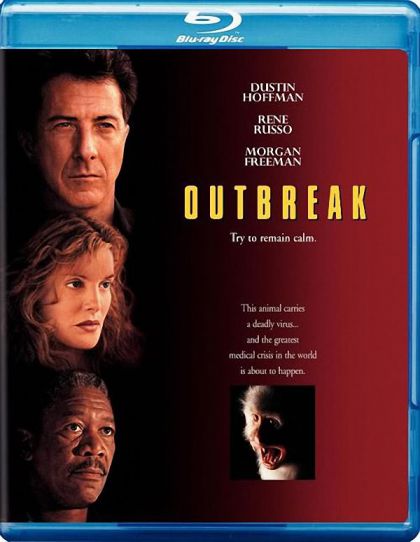 Blu-ray Disc
DUSTIN
HOFFMAN
RENE
RUSSO
MORGAN
FREEMAN
OUTBREAK
Try to remain calm.
This animal carries
a deadly virus...
and the greatest
medical crisis in the world
is about to happen.